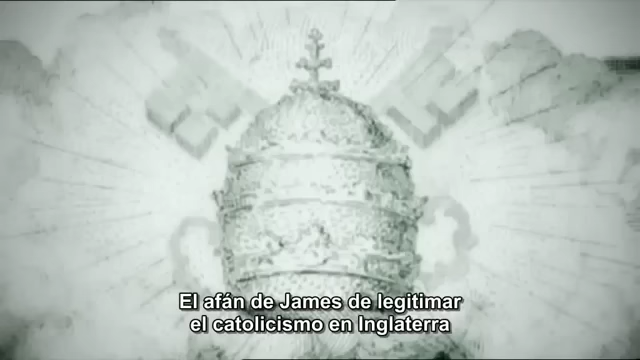 El afán de James de legitimar
el catolicismo en Inglaterra